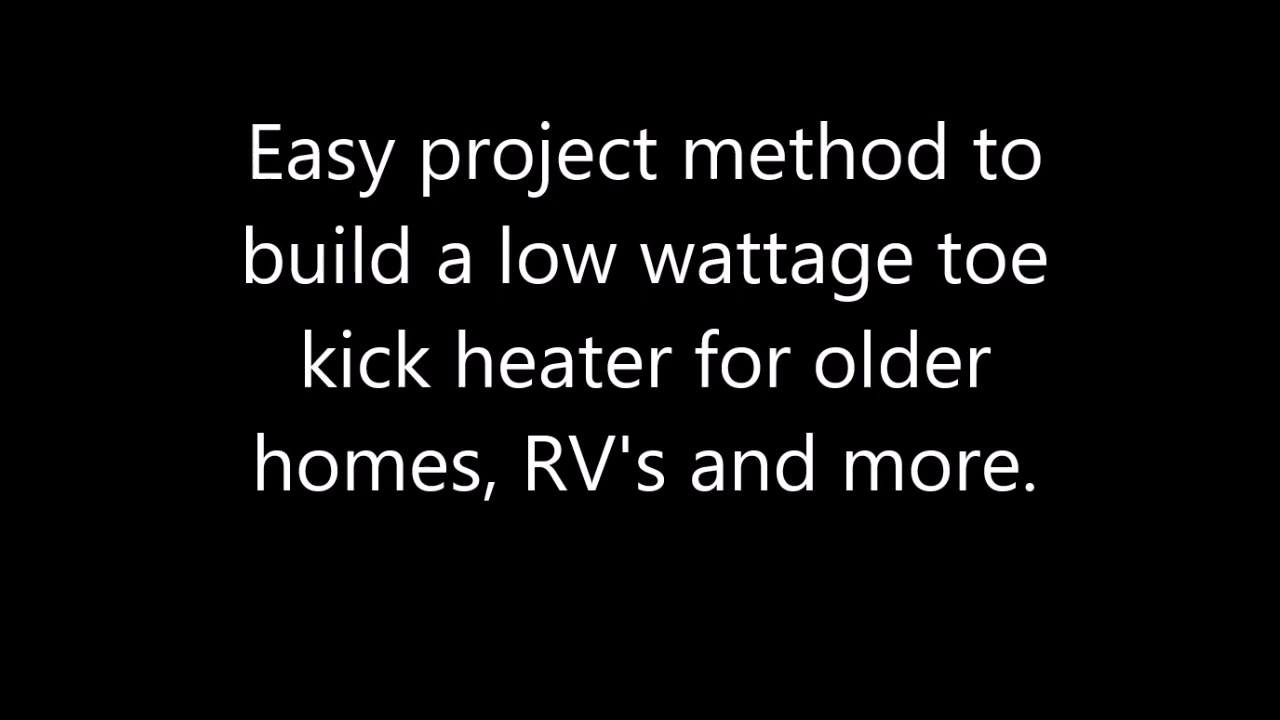 Easy project method to
build a low wattage toe
kick heater for older
homes, RV's and more.